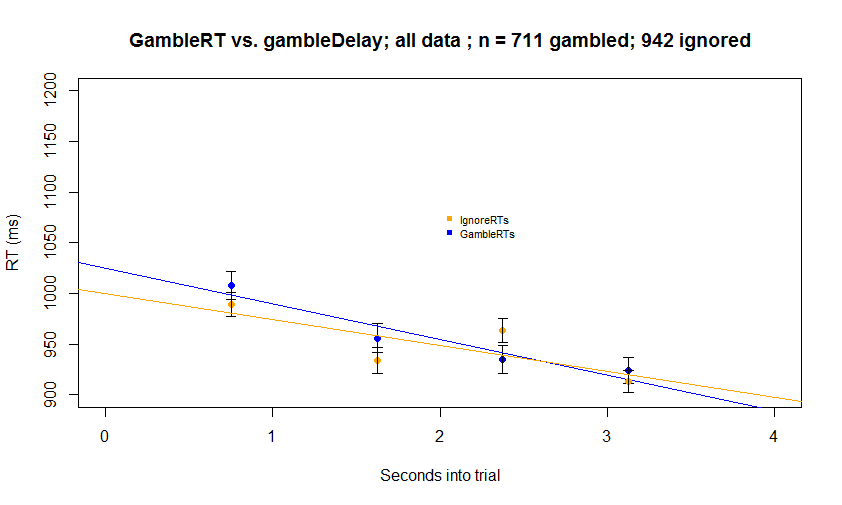 GambleRT vs. gambleDelay; all data ; n = 711 gambled; 942 ignored
1200
1150
1100
1050
1000
950
900
RT (ms)
IgnoreRTs
GambleRTs
0 1 2 3 4
Seconds into trial